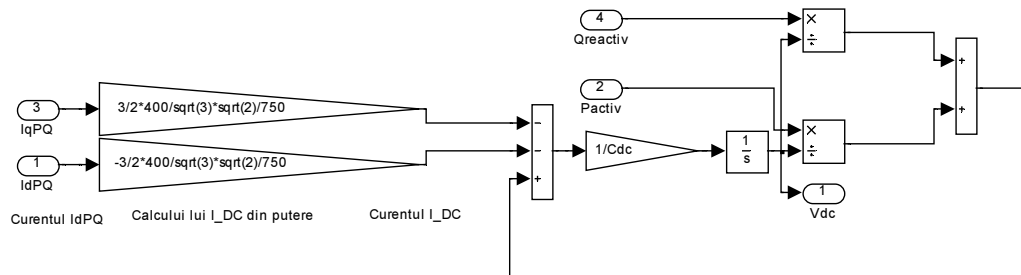 4
Qreactiv
×
÷
+
+
3
IqPQ
3/2*400/sqrt(3)*sqrt(2)/750
2
Pactiv
×
÷
1
IdPQ
-3/2*400/sqrt(3)*sqrt(2)/750
−
−
+
1/Cdc
1
s
1
Vdc
Curentul IdPQ
Calculul lui I_DC din putere
Curentul I_DC